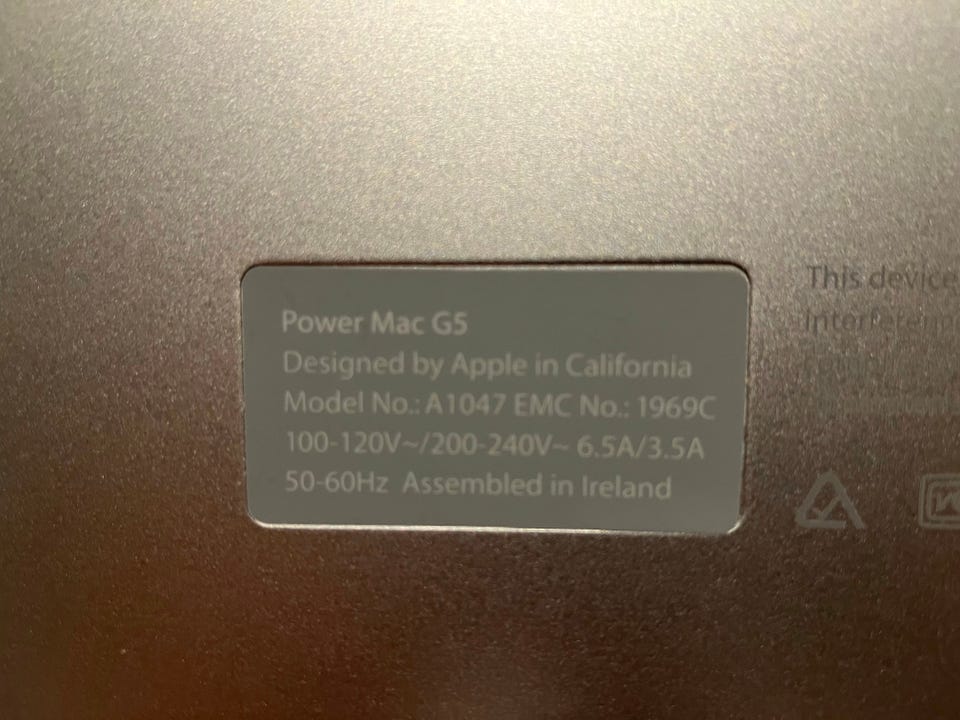 Power Mac G5
Designed by Apple in California
Model No.: A1047 EMC No.: 1969C
100-120V~/200-240V~ 6.5A/3.5A
50-60Hz Assembled in Ireland
This device